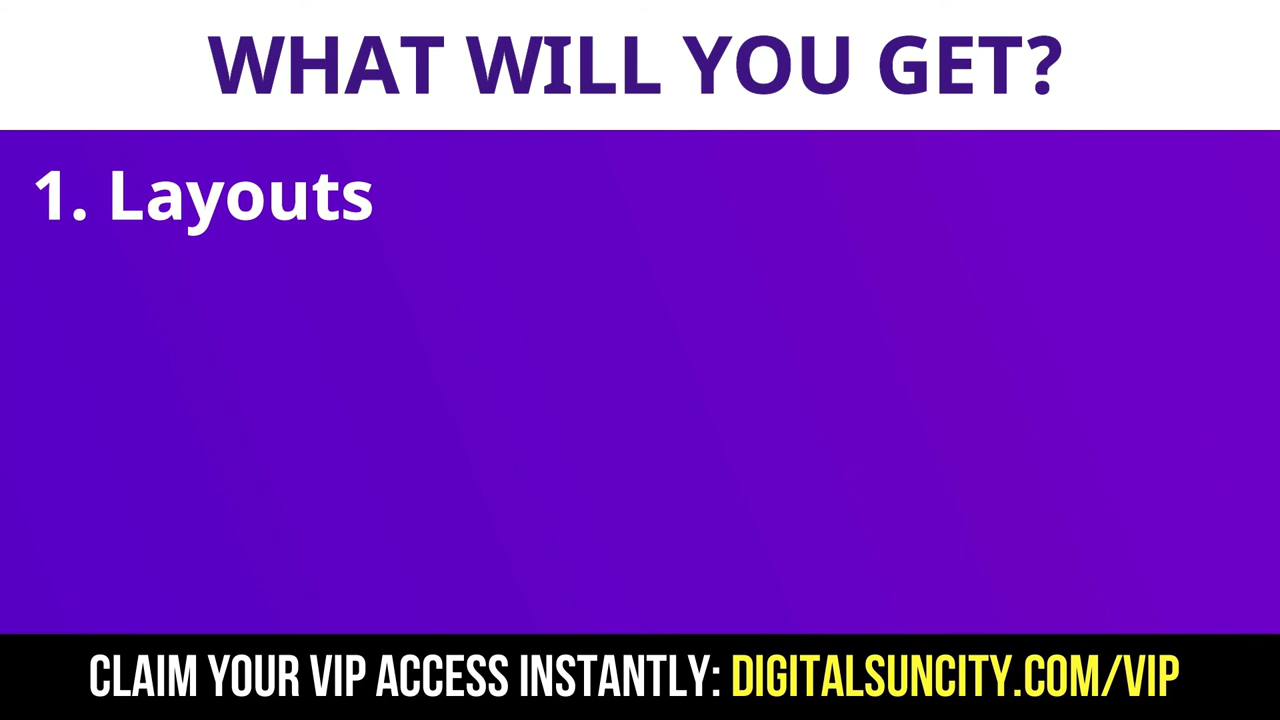 WHAT WILL YOU GET?
1. Layouts
CLAIM YOUR VIP ACCESS INSTANTLY: DIGITALSUNCITY.COM/VIP